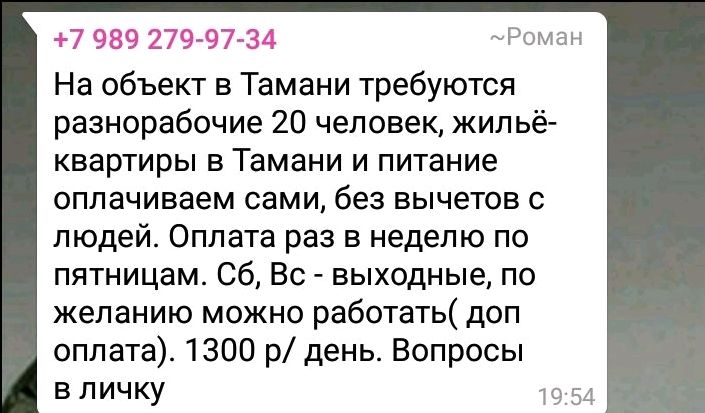 +7 989 279-97-34 ~Роман
На объект в Тамани требуются
разнорабочие 20 человек, жильё-
квартиры в Тамани и питание
оплачиваем сами, без вычетов с
людей. Оплата раз в неделю по
пятницам. Сб, Вс - выходные, по
желанию можно работать( доп
оплата). 1300 р/ день. Вопросы
в личку 19:54